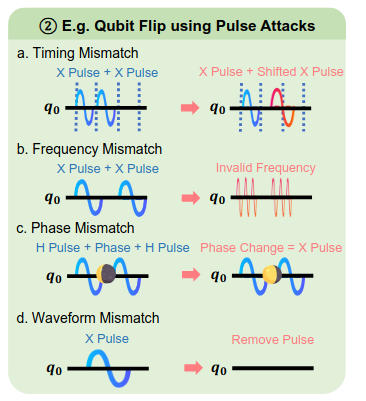 ② E.g. Qubit Flip using Pulse Attacks
a. Timing Mismatch
X Pulse + X Pulse
X Pulse + Shifted X Pulse
q0
q0
b. Frequency Mismatch
X Pulse + X Pulse
Invalid Frequency
q0
q0
c. Phase Mismatch
H Pulse + Phase + H Pulse
Phase Change = X Pulse
q0
q0
d. Waveform Mismatch
X Pulse
Remove Pulse
q0
q0